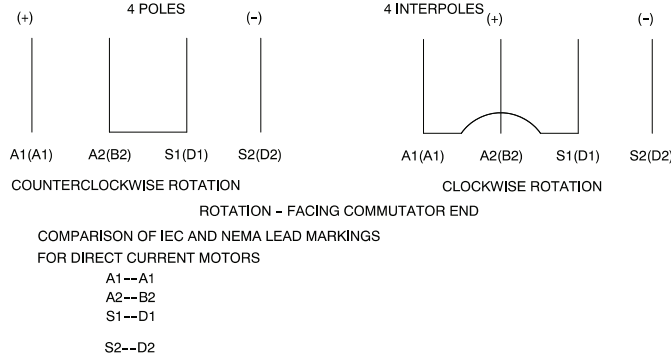 4 POLES 4 INTERPOLES
(+) (-) (+) (-)
A1(A1) A2(B2) S1(D1) S2(D2) A1(A1) A2(B2) S1(D1) S2(D2)
COUNTERCLOCKWISE ROTATION CLOCKWISE ROTATION
ROTATION - FACING COMMUTATOR END
COMPARISON OF IEC AND NEMA LEAD MARKINGS
FOR DIRECT CURRENT MOTORS
A1--A1
A2--B2
S1--D1
S2--D2